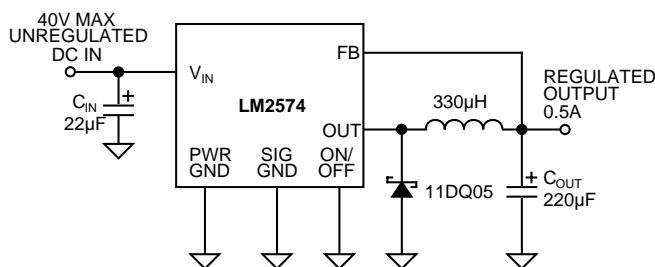 40V MAX
UNREGULATED
DC IN
C_IN
22µF
V_IN
LM2574
FB
OUT
PWR
GND
SIG
GND
ON/
OFF
330µH
11DQ05
REGULATED
OUTPUT
0.5A
C_OUT
220µF
+
+